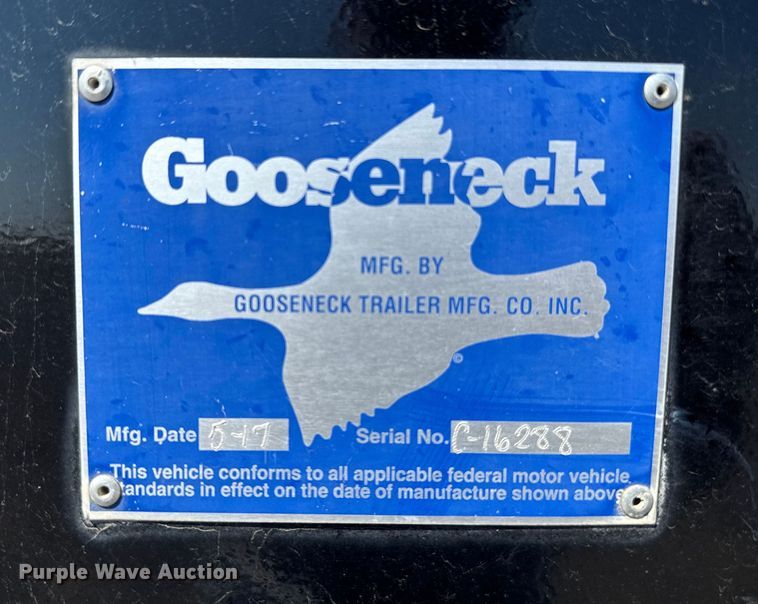 Gooseneck
MFG. BY
GOOSENECK TRAILER MFG. CO. INC.
©
Mfg. Date 5-17 Serial No. C-16288
This vehicle conforms to all applicable federal motor vehicle
standards in effect on the date of manufacture shown above
Purple Wave Auction